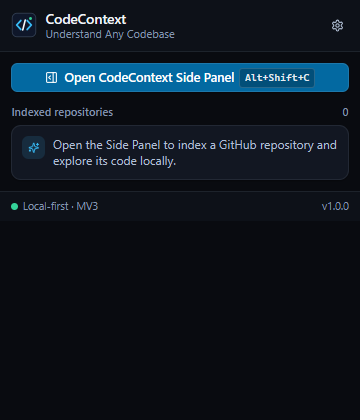 CodeContext
Understand Any Codebase
Open CodeContext Side Panel Alt+Shift+C
Indexed repositories 0
Open the Side Panel to index a GitHub repository and
explore its code locally.
Local-first · MV3 v1.0.0